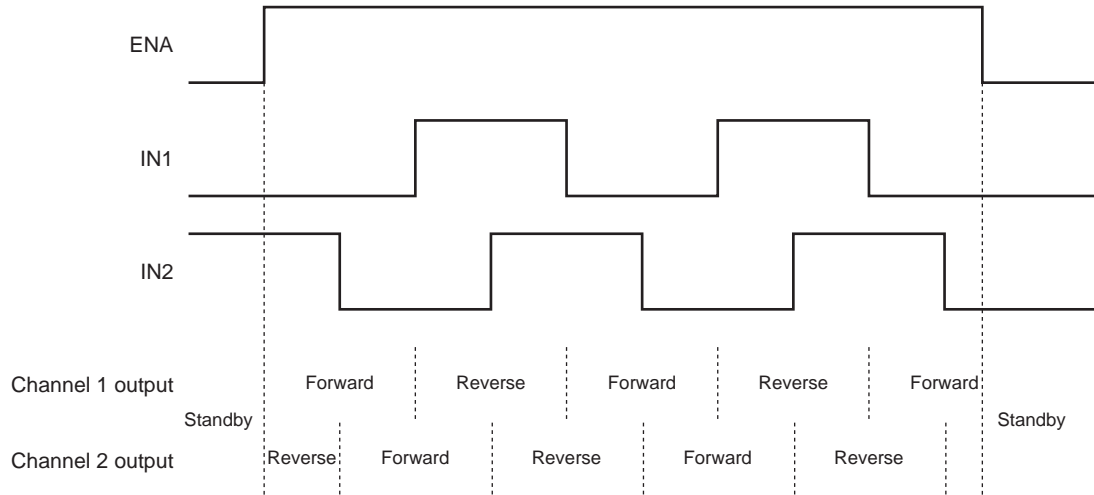 ENA
IN1
IN2
Channel 1 output
Forward
Reverse
Forward
Reverse
Forward
Standby
Standby
Channel 2 output
Reverse
Forward
Reverse
Forward
Reverse